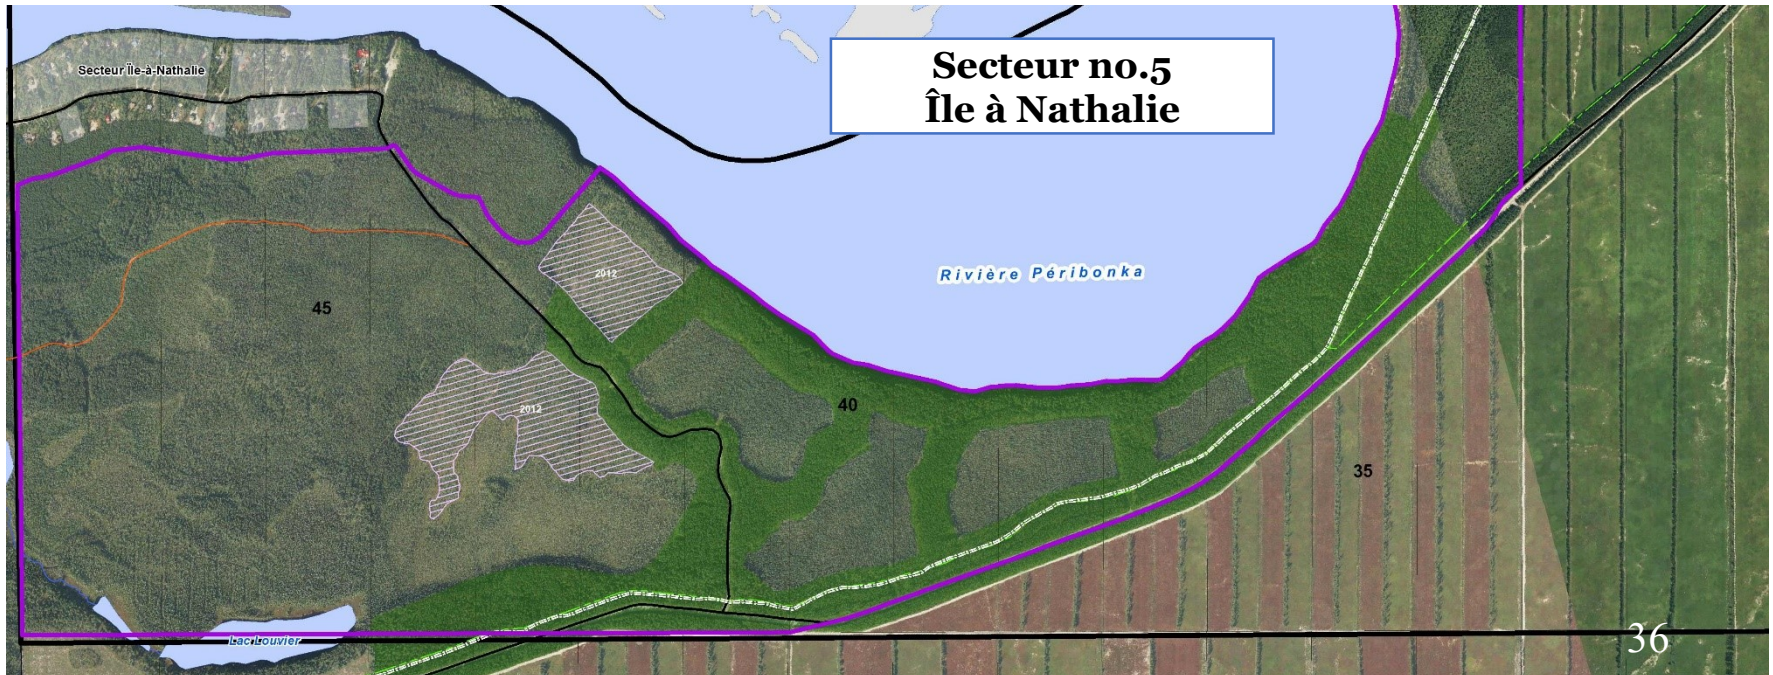 Secteur no.5
Île à Nathalie
Secteur Île-à-Nathalie
2012
Rivière Péribonka
45
40
2012
35
Lac Louvier
36